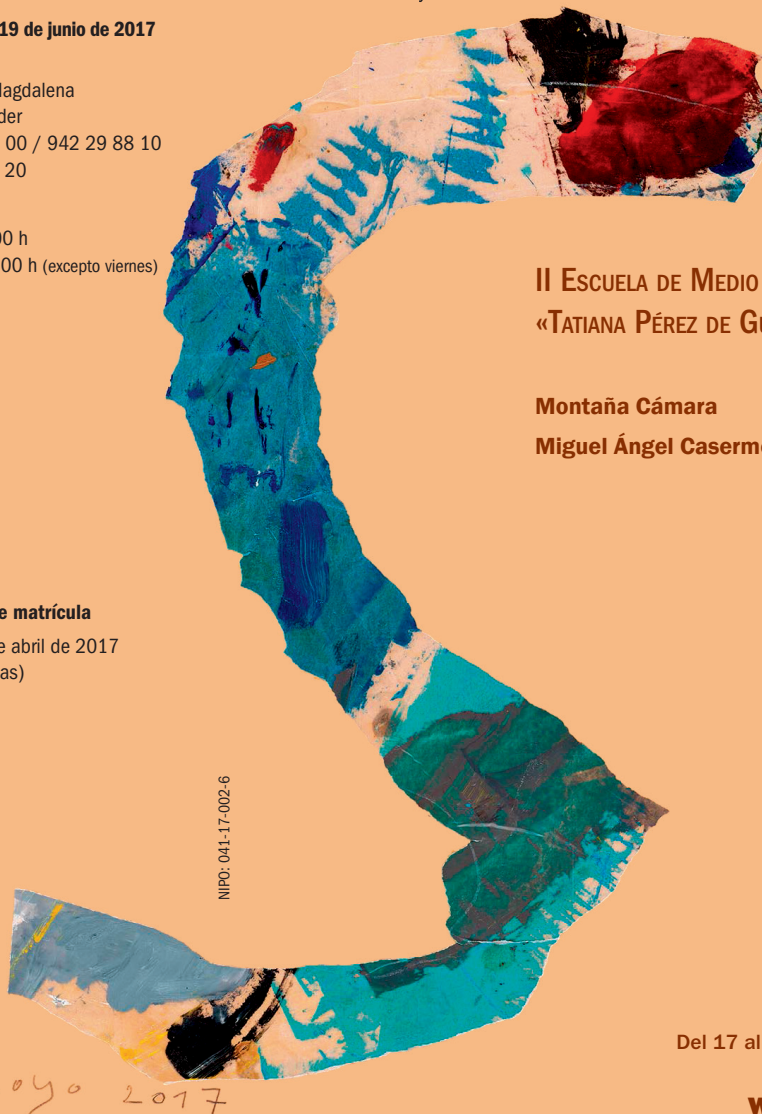 19 de junio de 2017
Magdalena
der
00 / 942 29 88 10
20
00 h
00 h (excepto viernes)
e matrícula
e abril de 2017
as)
NIPO: 041-17-002-6
II Escuela de Medio
«Tatiana Pérez de Gu
Montaña Cámara
Miguel Ángel Caserm
Del 17 al
w
oyo 2017